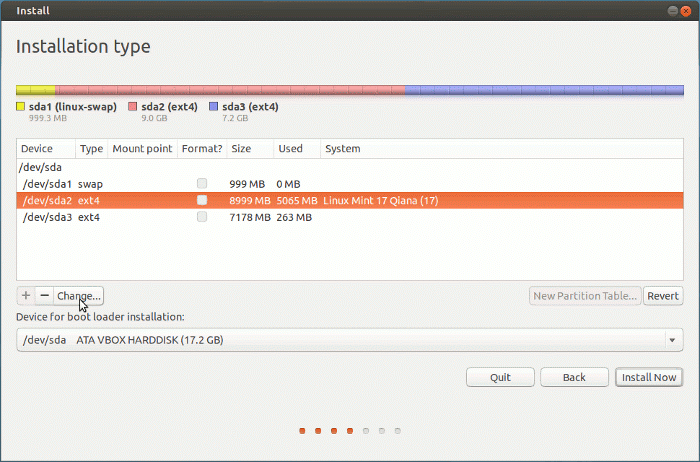 Install
Installation type
sda1 (linux-swap) sda2 (ext4) sda3 (ext4)
999.3 MB 9.0 GB 7.2 GB
Device Type Mount point Format? Size Used System
/dev/sda
/dev/sda1 swap 999 MB 0 MB
/dev/sda2 ext4 8999 MB 5065 MB Linux Mint 17 Qiana (17)
/dev/sda3 ext4 7178 MB 263 MB
+ − Change... New Partition Table... Revert
Device for boot loader installation:
/dev/sda ATA VBOX HARDDISK (17.2 GB)
Quit Back Install Now